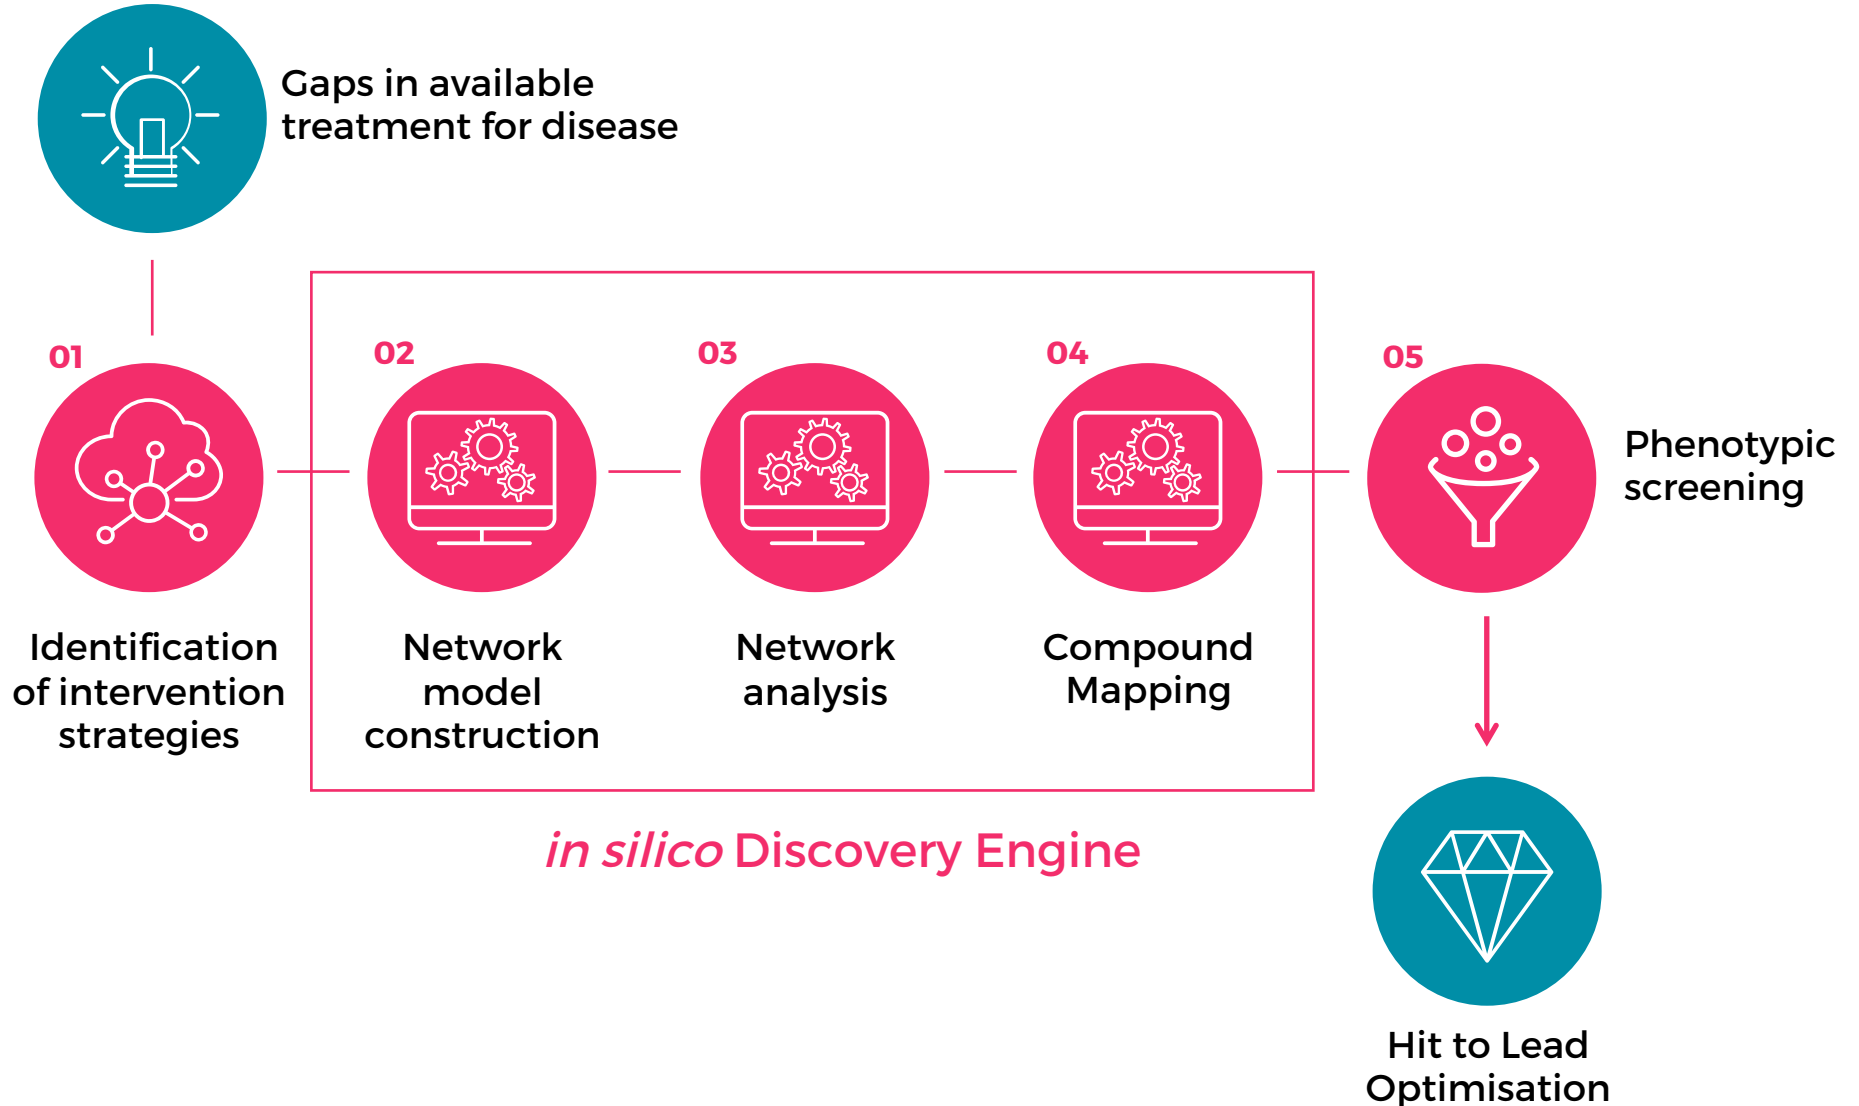 Gaps in available
treatment for disease
01
Identification
of intervention
strategies
02
Network
model
construction
03
Network
analysis
04
Compound
Mapping
05
Phenotypic
screening
in silico Discovery Engine
Hit to Lead
Optimisation